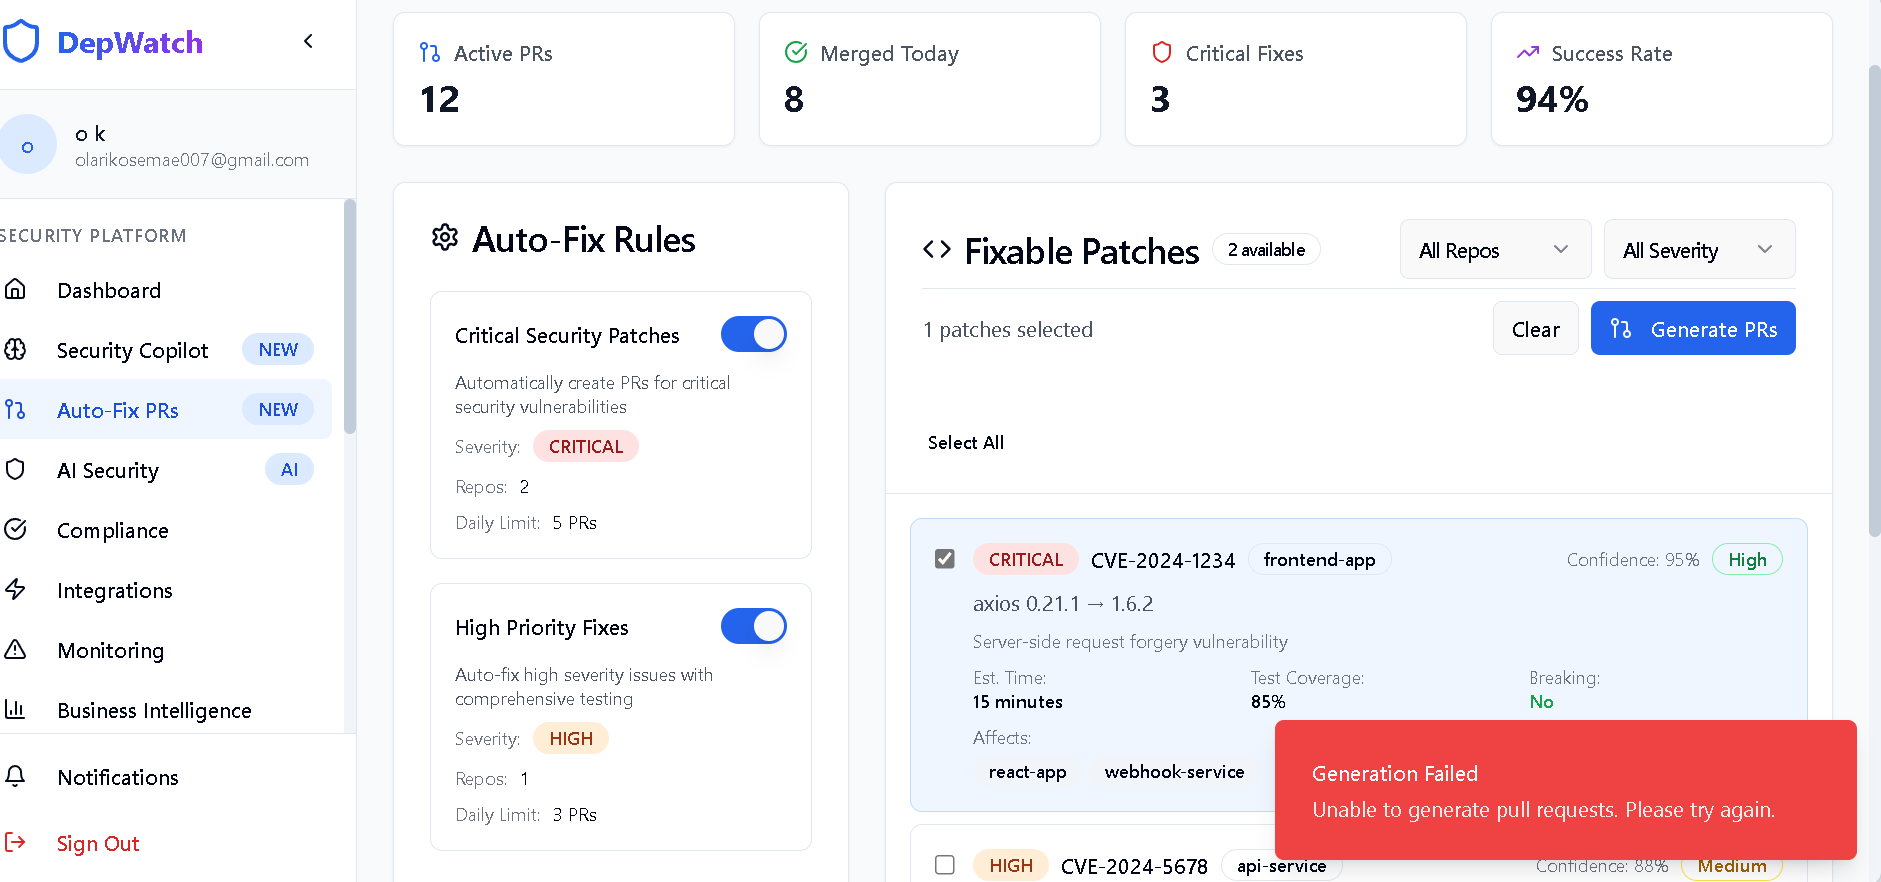 DepWatch
o
o k
olarikosemae007@gmail.com
SECURITY PLATFORM
Dashboard
Security Copilot NEW
Auto-Fix PRs NEW
AI Security AI
Compliance
Integrations
Monitoring
Business Intelligence
Notifications
Sign Out
Active PRs
12
Merged Today
8
Critical Fixes
3
Success Rate
94%
Auto-Fix Rules
Critical Security Patches
Automatically create PRs for critical
security vulnerabilities
Severity: CRITICAL
Repos: 2
Daily Limit: 5 PRs
High Priority Fixes
Auto-fix high severity issues with
comprehensive testing
Severity: HIGH
Repos: 1
Daily Limit: 3 PRs
Fixable Patches 2 available All Repos All Severity
1 patches selected Clear Generate PRs
Select All
CRITICAL CVE-2024-1234 frontend-app Confidence: 95% High
axios 0.21.1 → 1.6.2
Server-side request forgery vulnerability
Est. Time: Test Coverage: Breaking:
15 minutes 85% No
Affects:
react-app webhook-service
Generation Failed
Unable to generate pull requests. Please try again.
HIGH CVE-2024-5678 api-service Confidence: 88% Medium